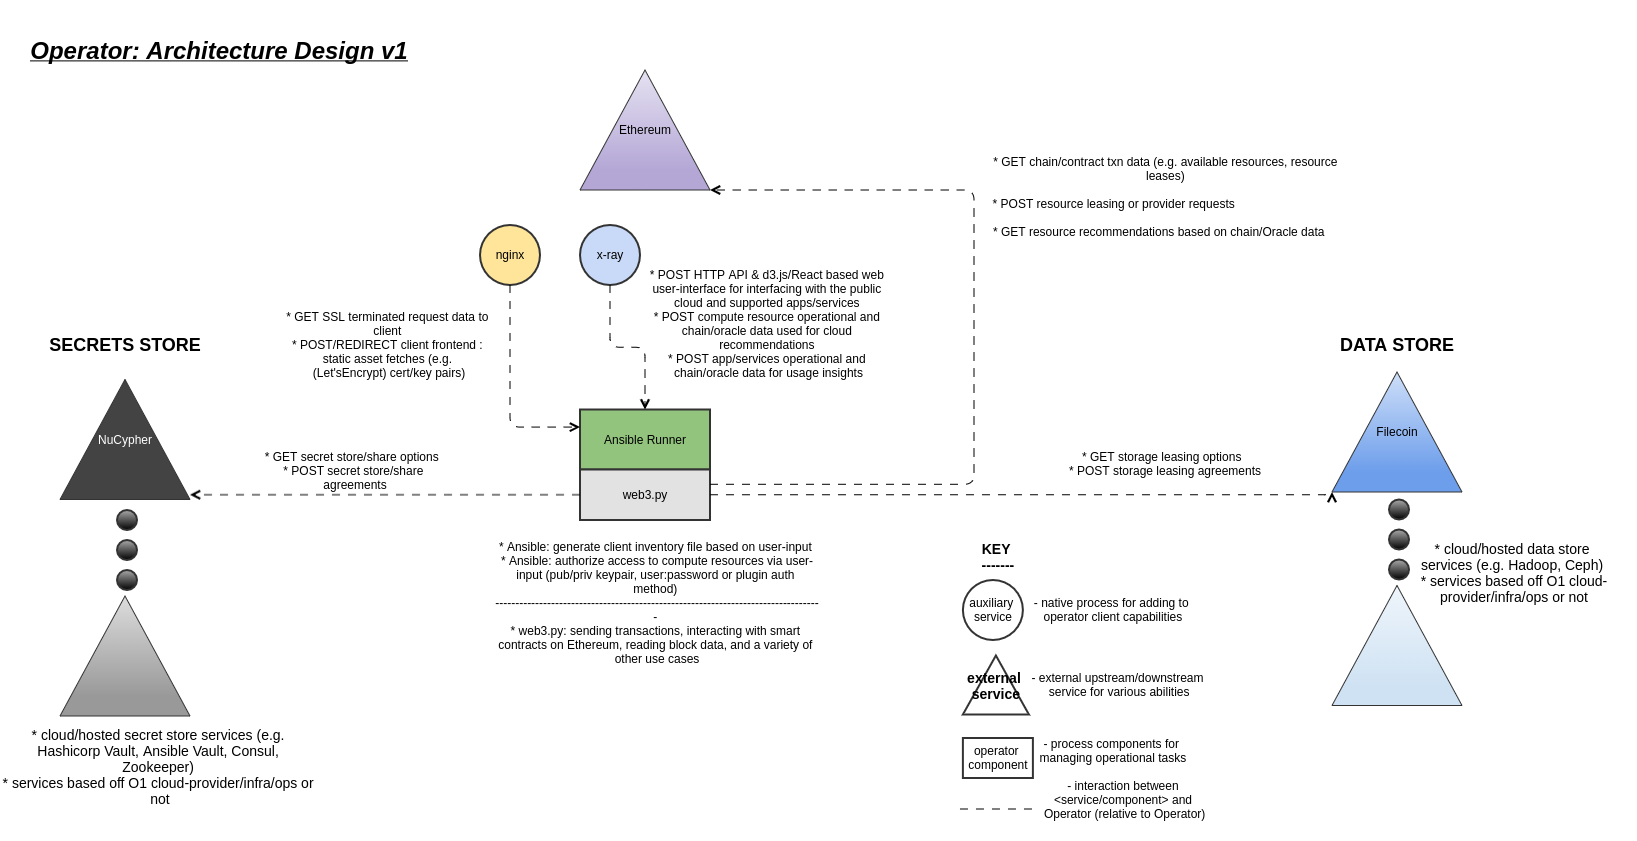 Operator: Architecture Design v1
Ethereum
* GET chain/contract txn data (e.g. available resources, resource
leases)
* POST resource leasing or provider requests
* GET resource recommendations based on chain/Oracle data
nginx
x-ray
* POST HTTP API & d3.js/React based web
user-interface for interfacing with the public
cloud and supported apps/services
* POST compute resource operational and
chain/oracle data used for cloud
recommendations
* POST app/services operational and
chain/oracle data for usage insights
* GET SSL terminated request data to
client
* POST/REDIRECT client frontend :
static asset fetches (e.g.
(Let'sEncrypt) cert/key pairs)
SECRETS STORE
DATA STORE
NuCypher
Filecoin
Ansible Runner
* GET secret store/share options
* POST secret store/share
agreements
* GET storage leasing options
* POST storage leasing agreements
web3.py
* Ansible: generate client inventory file based on user-input
* Ansible: authorize access to compute resources via user-
input (pub/priv keypair, user:password or plugin auth
method)
---------------------------------------------------------------------------------
-
* web3.py: sending transactions, interacting with smart
contracts on Ethereum, reading block data, and a variety of
other use cases
KEY
-------
auxiliary
service
- native process for adding to
operator client capabilities
external
service
- external upstream/downstream
service for various abilities
operator
component
- process components for
managing operational tasks
- interaction between
<service/component> and
Operator (relative to Operator)
* cloud/hosted data store
services (e.g. Hadoop, Ceph)
* services based off O1 cloud-
provider/infra/ops or not
* cloud/hosted secret store services (e.g.
Hashicorp Vault, Ansible Vault, Consul,
Zookeeper)
* services based off O1 cloud-provider/infra/ops or
not